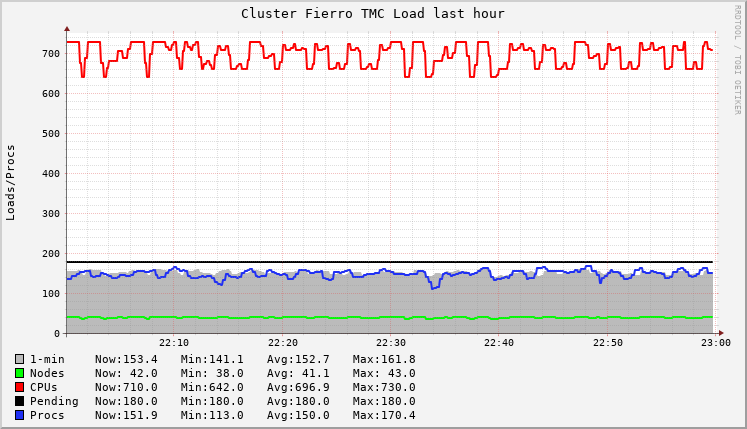 Cluster Fierro TMC Load last hour
RRDTOOL / TOBI OETIKER
Loads/Procs
700
600
500
400
300
200
100
0
22:10 22:20 22:30 22:40 22:50 23:00
1-min Now:153.4 Min:141.1 Avg:152.7 Max:161.8
Nodes Now: 42.0 Min: 38.0 Avg: 41.1 Max: 43.0
CPUs Now:710.0 Min:642.0 Avg:696.9 Max:730.0
Pending Now:180.0 Min:180.0 Avg:180.0 Max:180.0
Procs Now:151.9 Min:113.0 Avg:150.0 Max:170.4